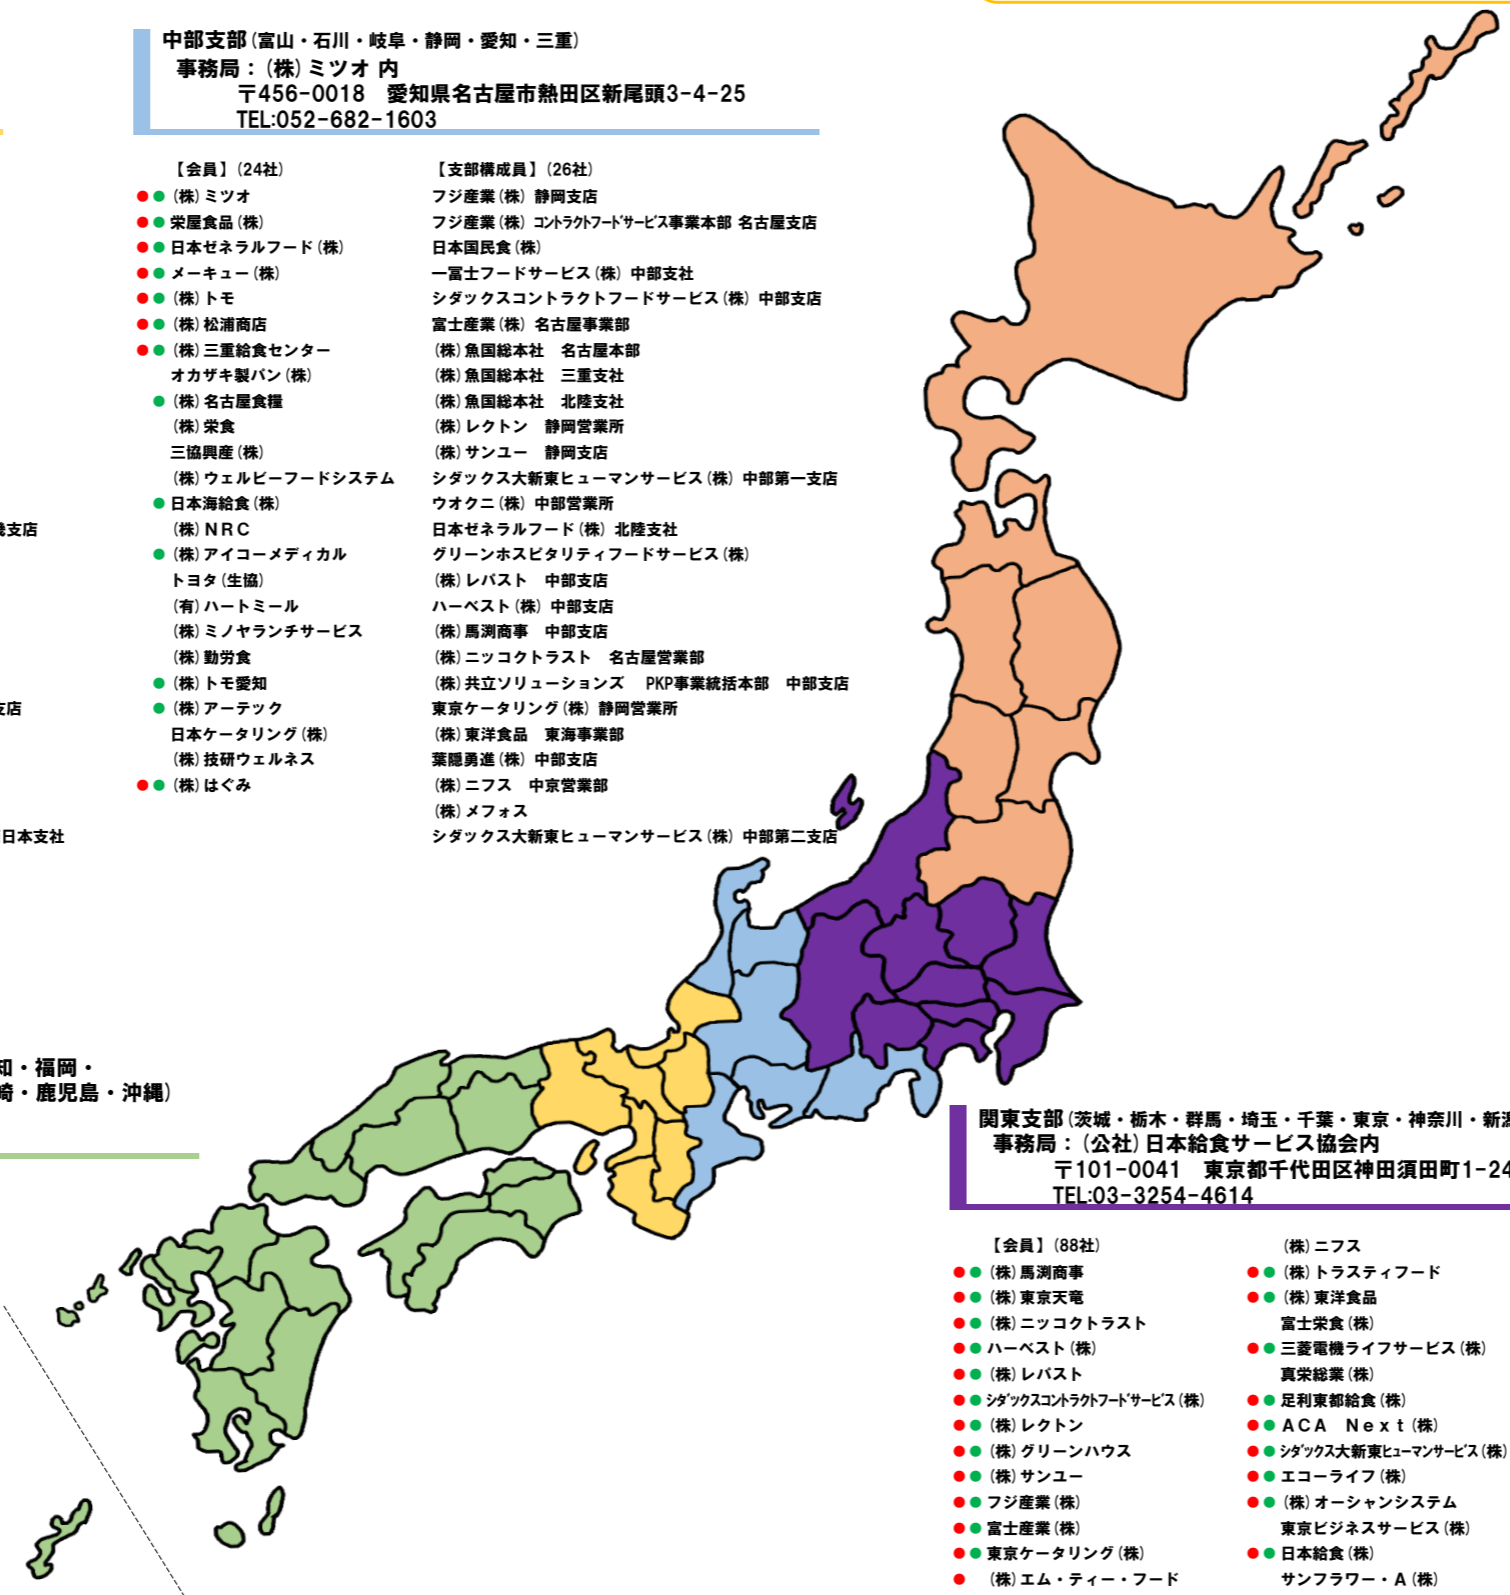 中部支部(富山・石川・岐阜・静岡・愛知・三重)
事務局：(株)ミツオ 内
〒456-0018 愛知県名古屋市熱田区新尾頭3-4-25
TEL:052-682-1603
【会員】(24社)
● ● (株)ミツオ
● ● 栄屋食品(株)
● ● 日本ゼネラルフード(株)
● ● メーキュー(株)
● ● (株)トモ
● ● (株)松浦商店
● ● (株)三重給食センター
オカザキ製パン(株)
● (株)名古屋食糧
(株)栄食
三協興産(株)
(株)ウェルビーフードシステム
● 日本海給食(株)
(株)ＮＲＣ
● (株)アイコーメディカル
トヨタ(生協)
(有)ハートミール
(株)ミノヤランチサービス
(株)勤労食
● (株)トモ愛知
● (株)アーテック
日本ケータリング(株)
(株)技研ウェルネス
● ● (株)はぐみ
【支部構成員】(26社)
フジ産業(株) 静岡支店
フジ産業(株) コントラクトフードサービス事業本部 名古屋支店
日本国民食(株)
一冨士フードサービス(株) 中部支社
シダックスコントラクトフードサービス(株) 中部支店
富士産業(株) 名古屋事業部
(株)魚国総本社 名古屋本部
(株)魚国総本社 三重支社
(株)魚国総本社 北陸支社
(株)レクトン 静岡営業所
(株)サンユー 静岡支店
シダックス大新東ヒューマンサービス(株) 中部第一支店
ウオクニ(株) 中部営業所
日本ゼネラルフード(株) 北陸支社
グリーンホスピタリティフードサービス(株)
(株)レパスト 中部支店
ハーベスト(株) 中部支店
(株)馬渕商事 中部支店
(株)ニッコクトラスト 名古屋営業部
(株)共立ソリューションズ PKP事業統括本部 中部支店
東京ケータリング(株) 静岡営業所
(株)東洋食品 東海事業部
葉隠勇進(株) 中部支店
(株)ニフス 中京営業部
(株)メフォス
シダックス大新東ヒューマンサービス(株) 中部第二支店
支店
支店
日本支社
知・福岡・
崎・鹿児島・沖縄)
関東支部(茨城・栃木・群馬・埼玉・千葉・東京・神奈川・新潟
事務局：(公社)日本給食サービス協会内
〒101-0041 東京都千代田区神田須田町1-24
TEL:03-3254-4614
【会員】(88社)
● ● (株)馬渕商事
● ● (株)東京天竜
● ● (株)ニッコクトラスト
● ● ハーベスト(株)
● ● (株)レパスト
● ● シダックスコントラクトフードサービス(株)
● ● (株)レクトン
● ● (株)グリーンハウス
● ● (株)サンユー
● ● フジ産業(株)
● ● 富士産業(株)
● ● 東京ケータリング(株)
● (株)エム・ティー・フード
(株)ニフス
● ● (株)トラスティフード
● ● (株)東洋食品
富士栄食(株)
● ● 三菱電機ライフサービス(株)
真栄総業(株)
● ● 足利東都給食(株)
● ● ＡＣＡ Ｎｅｘｔ(株)
● ● シダックス大新東ヒューマンサービス(株)
● ● エコーライフ(株)
● ● (株)オーシャンシステム
東京ビジネスサービス(株)
● ● 日本給食(株)
サンフラワー・Ａ(株)